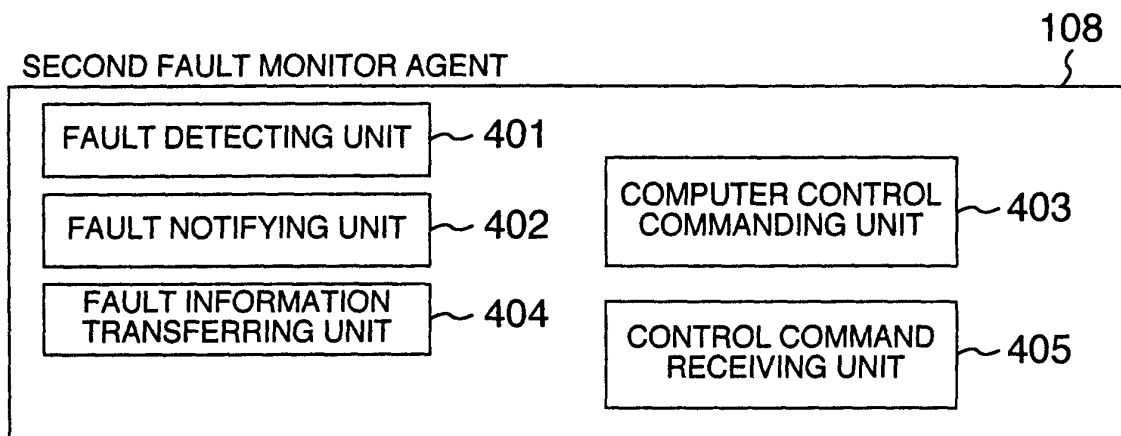 108
SECOND FAULT MONITOR AGENT
FAULT DETECTING UNIT
401
FAULT NOTIFYING UNIT
402
FAULT INFORMATION
TRANSFERRING UNIT
404
COMPUTER CONTROL
COMMANDING UNIT
403
CONTROL COMMAND
RECEIVING UNIT
405